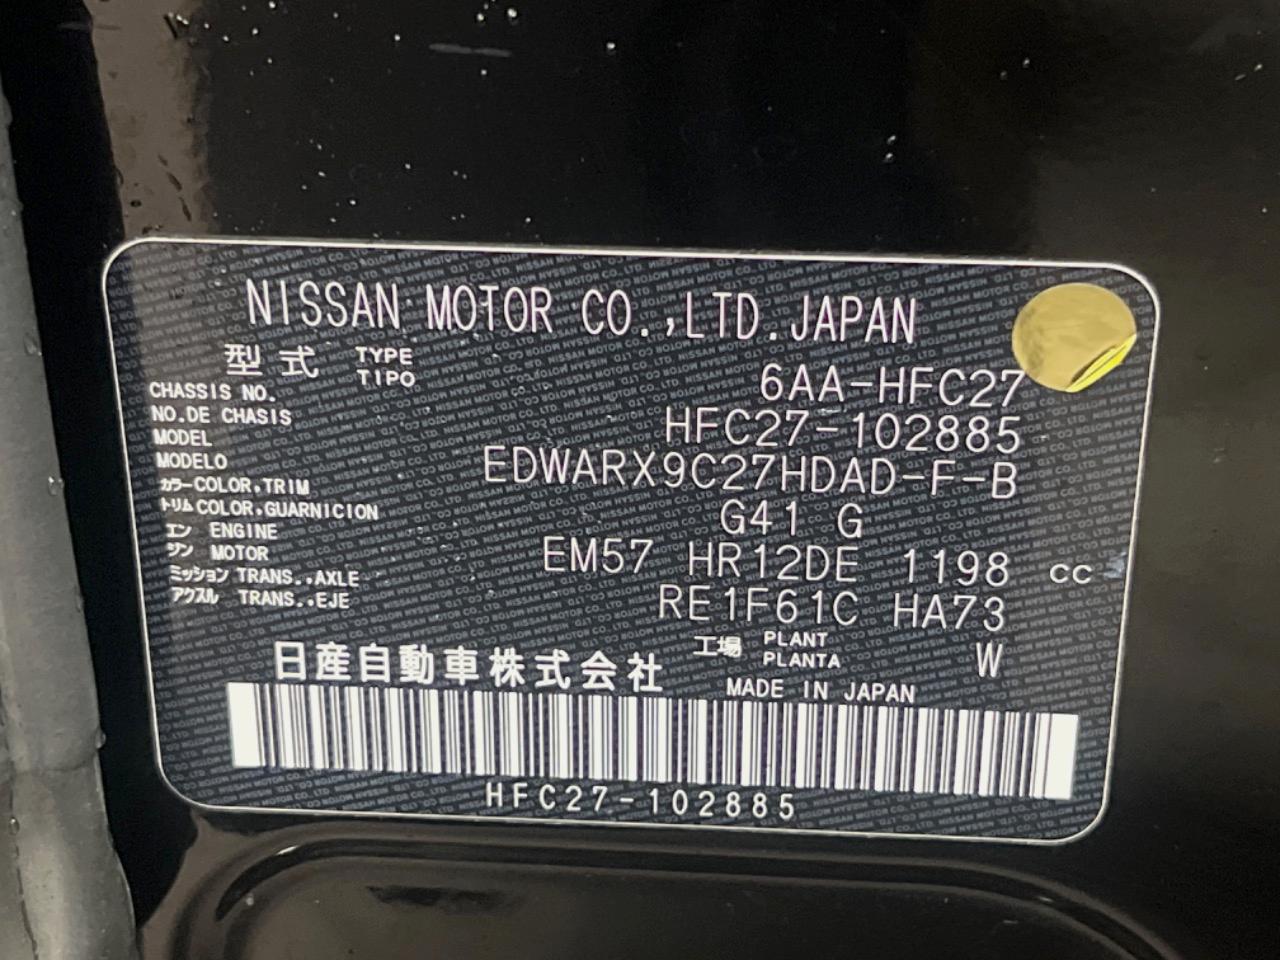 NISSAN MOTOR CO.,LTD.JAPAN
型式 TYPE TIPO 6AA-HFC27
CHASSIS NO. NO.DE CHASIS HFC27-102885
MODEL MODELO EDWARX9C27HDAD-F-B
カラー COLOR,TRIM トリム COLOR,GUARNICION G41 G
エン ENGINE ジン MOTOR EM57 HR12DE 1198 CC
ミッション TRANS.,AXLE アクスル TRANS.,EJE RE1F61C HA73
工場 PLANT PLANTA W
日産自動車株式会社 MADE IN JAPAN
HFC27-102885